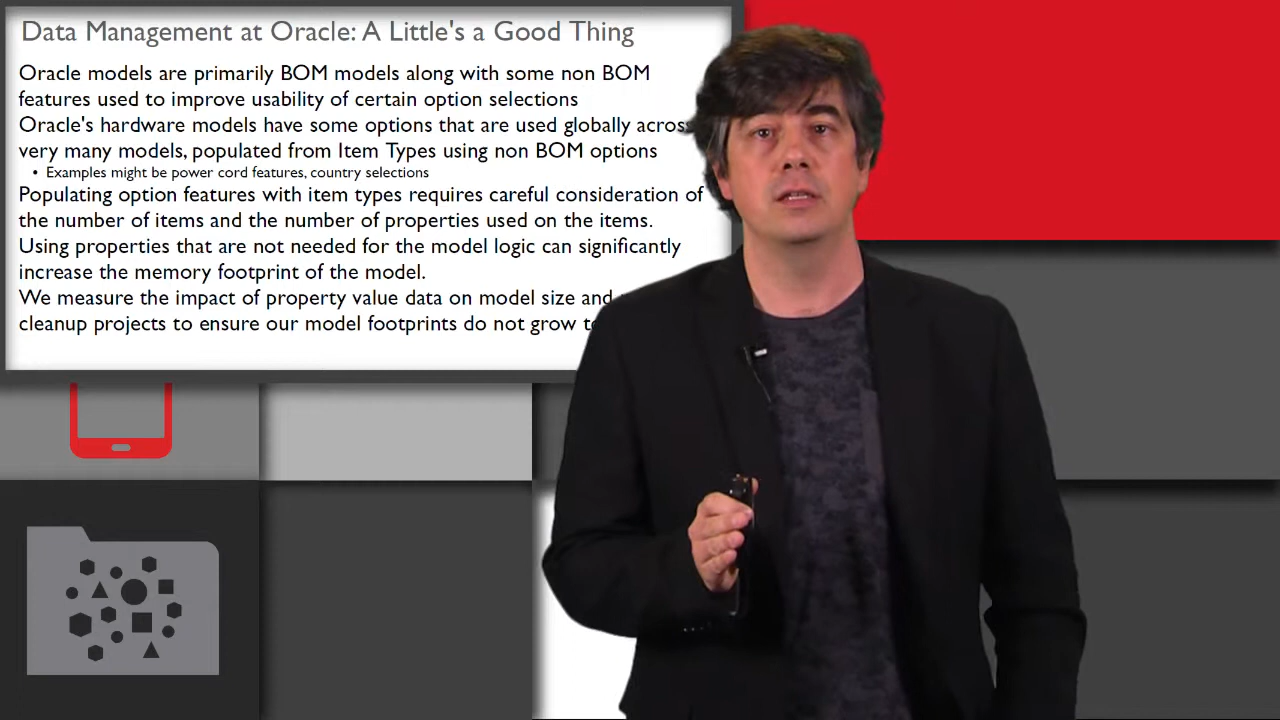 Data Management at Oracle: A Little's a Good Thing
Oracle models are primarily BOM models along with some non BOM
features used to improve usability of certain option selections
Oracle's hardware models have some options that are used globally across
very many models, populated from Item Types using non BOM options
• Examples might be power cord features, country selections
Populating option features with item types requires careful consideration of
the number of items and the number of properties used on the items.
Using properties that are not needed for the model logic can significantly
increase the memory footprint of the model.
We measure the impact of property value data on model size and
cleanup projects to ensure our model footprints do not grow